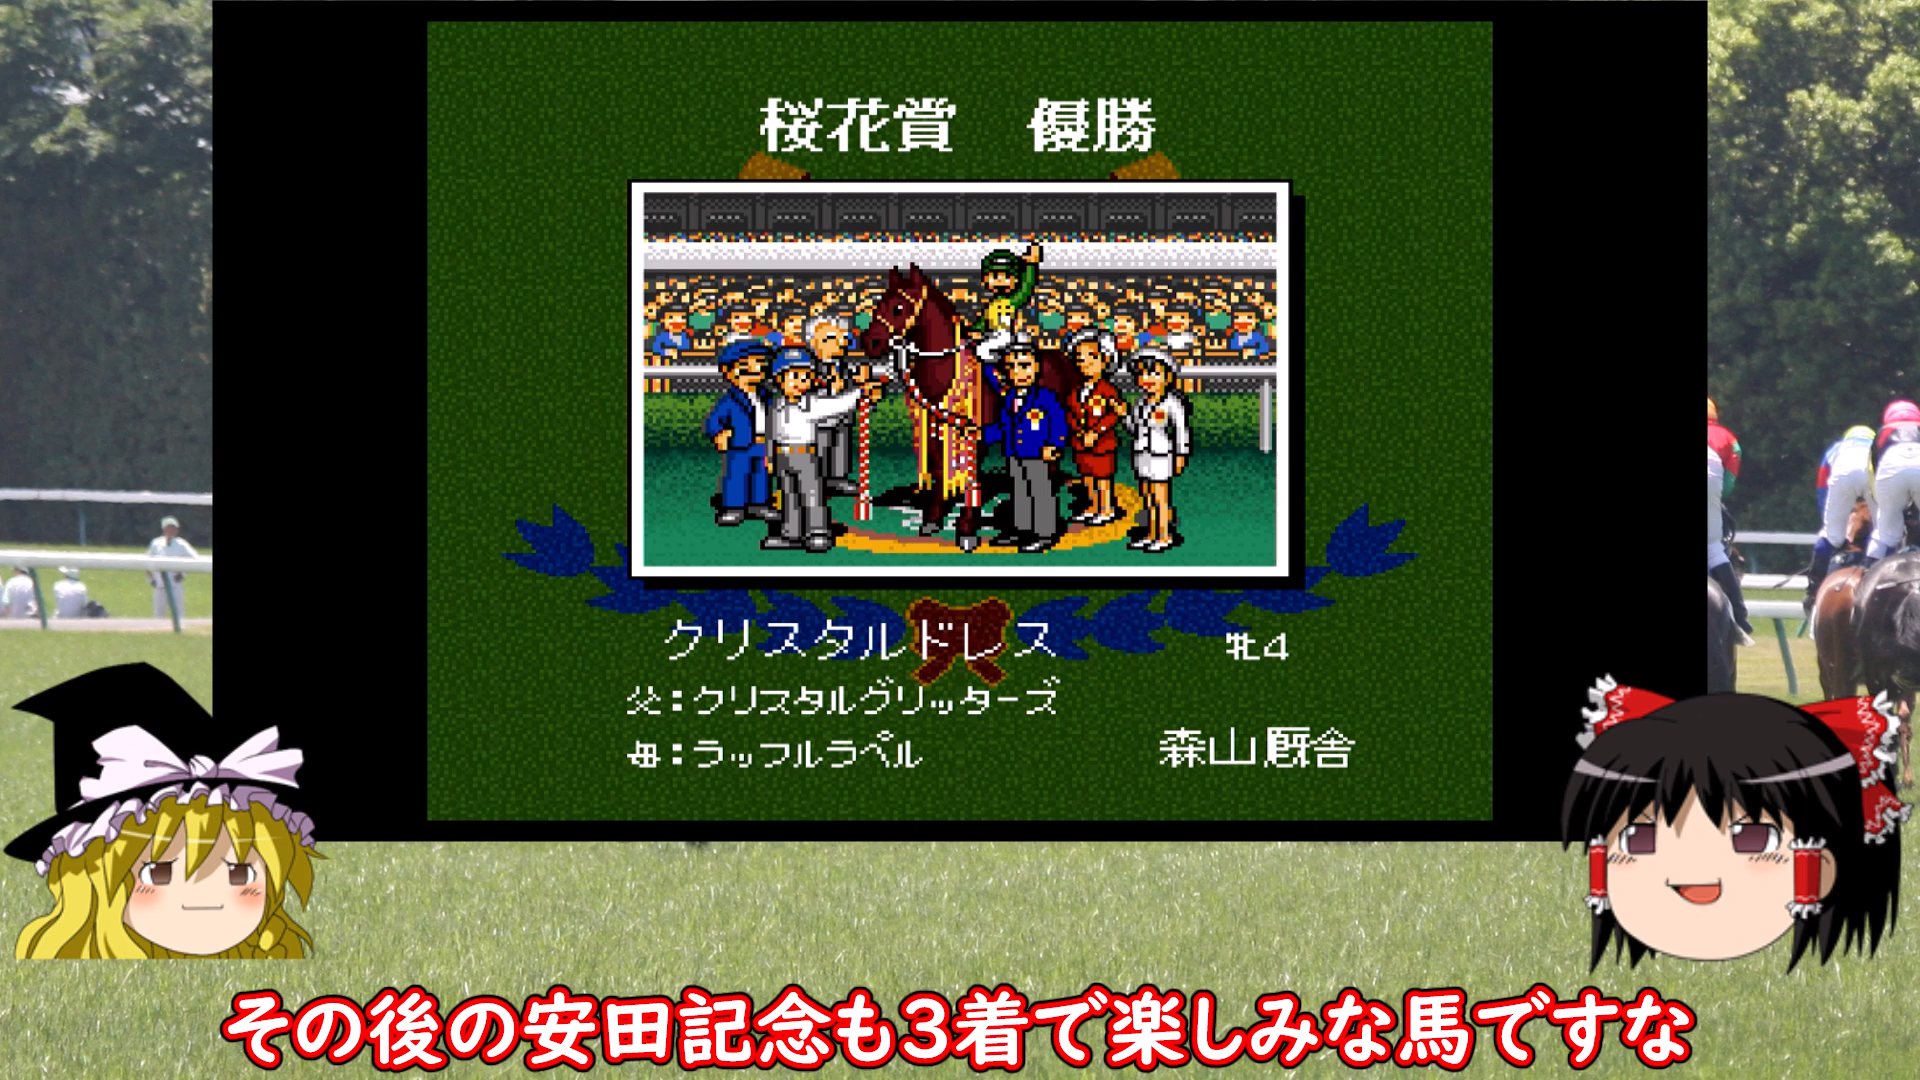 桜花賞　優勝
クリスタルドレス　牝4
父：クリスタルグリッターズ
母：ラッフルラベル
森山厩舎
その後の安田記念も3着で楽しみな馬ですな